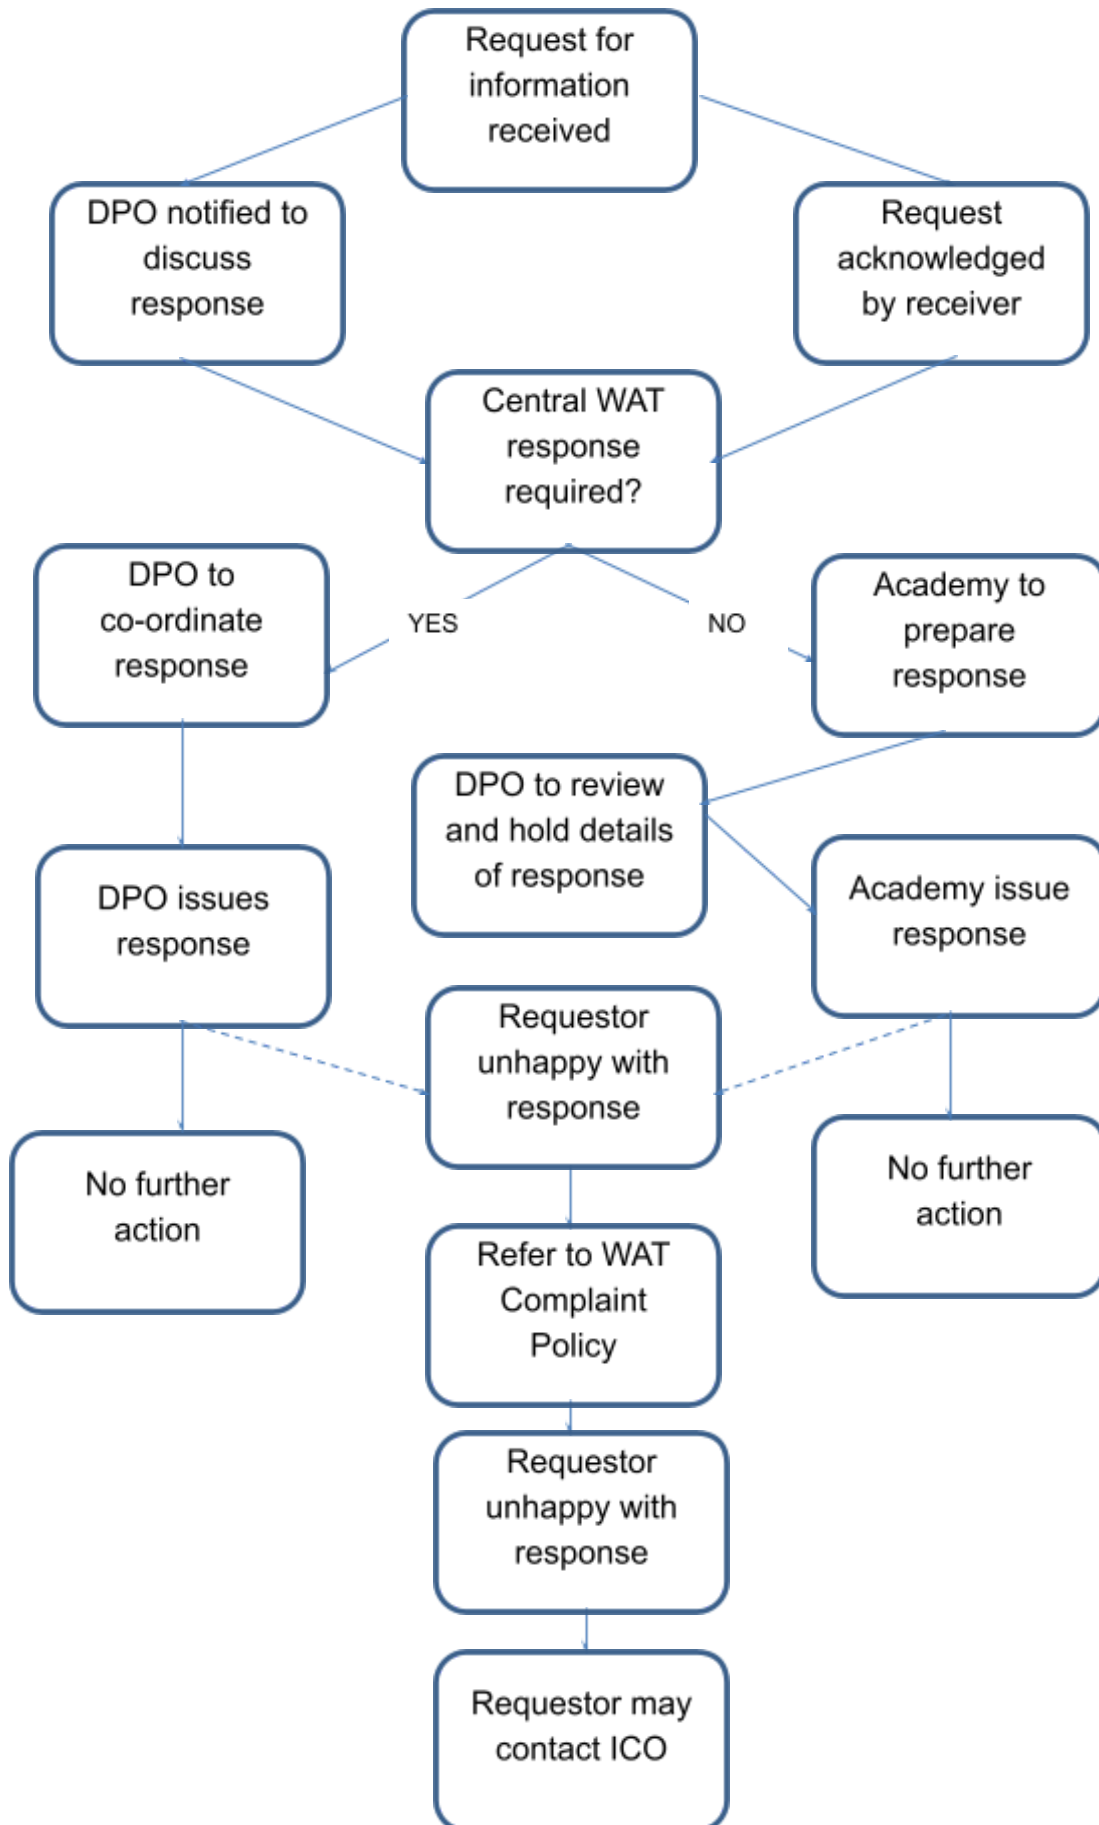 Request for
information
received
DPO notified to
discuss
response
Request
acknowledged
by receiver
Central WAT
response
required?
YES
NO
DPO to
co-ordinate
response
Academy to
prepare
response
DPO to review
and hold details
of response
DPO issues
response
Academy issue
response
Requestor
unhappy with
response
No further
action
No further
action
Refer to WAT
Complaint
Policy
Requestor
unhappy with
response
Requestor may
contact ICO